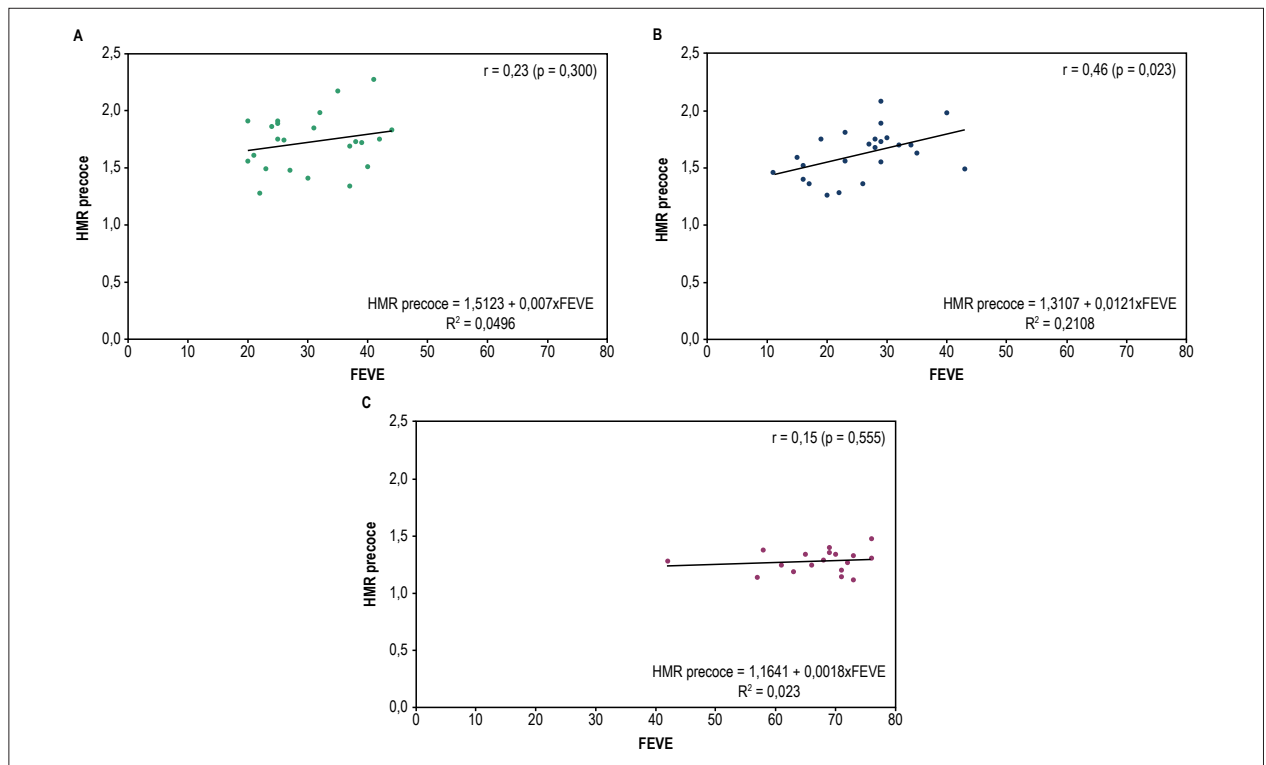 A
HMR precoce
2,5
2,0
1,5
1,0
0,5
0,0
r = 0,23 (p = 0,300)
HMR precoce = 1,5123 + 0,007xFEVE
R² = 0,0496
0 10 20 30 40 50 60 70 80
FEVE
B
HMR precoce
2,5
2,0
1,5
1,0
0,5
0,0
r = 0,46 (p = 0,023)
HMR precoce = 1,3107 + 0,0121xFEVE
R² = 0,2108
0 10 20 30 40 50 60 70 80
FEVE
C
HMR precoce
2,5
2,0
1,5
1,0
0,5
0,0
r = 0,15 (p = 0,555)
HMR precoce = 1,1641 + 0,0018xFEVE
R² = 0,023
0 10 20 30 40 50 60 70 80
FEVE